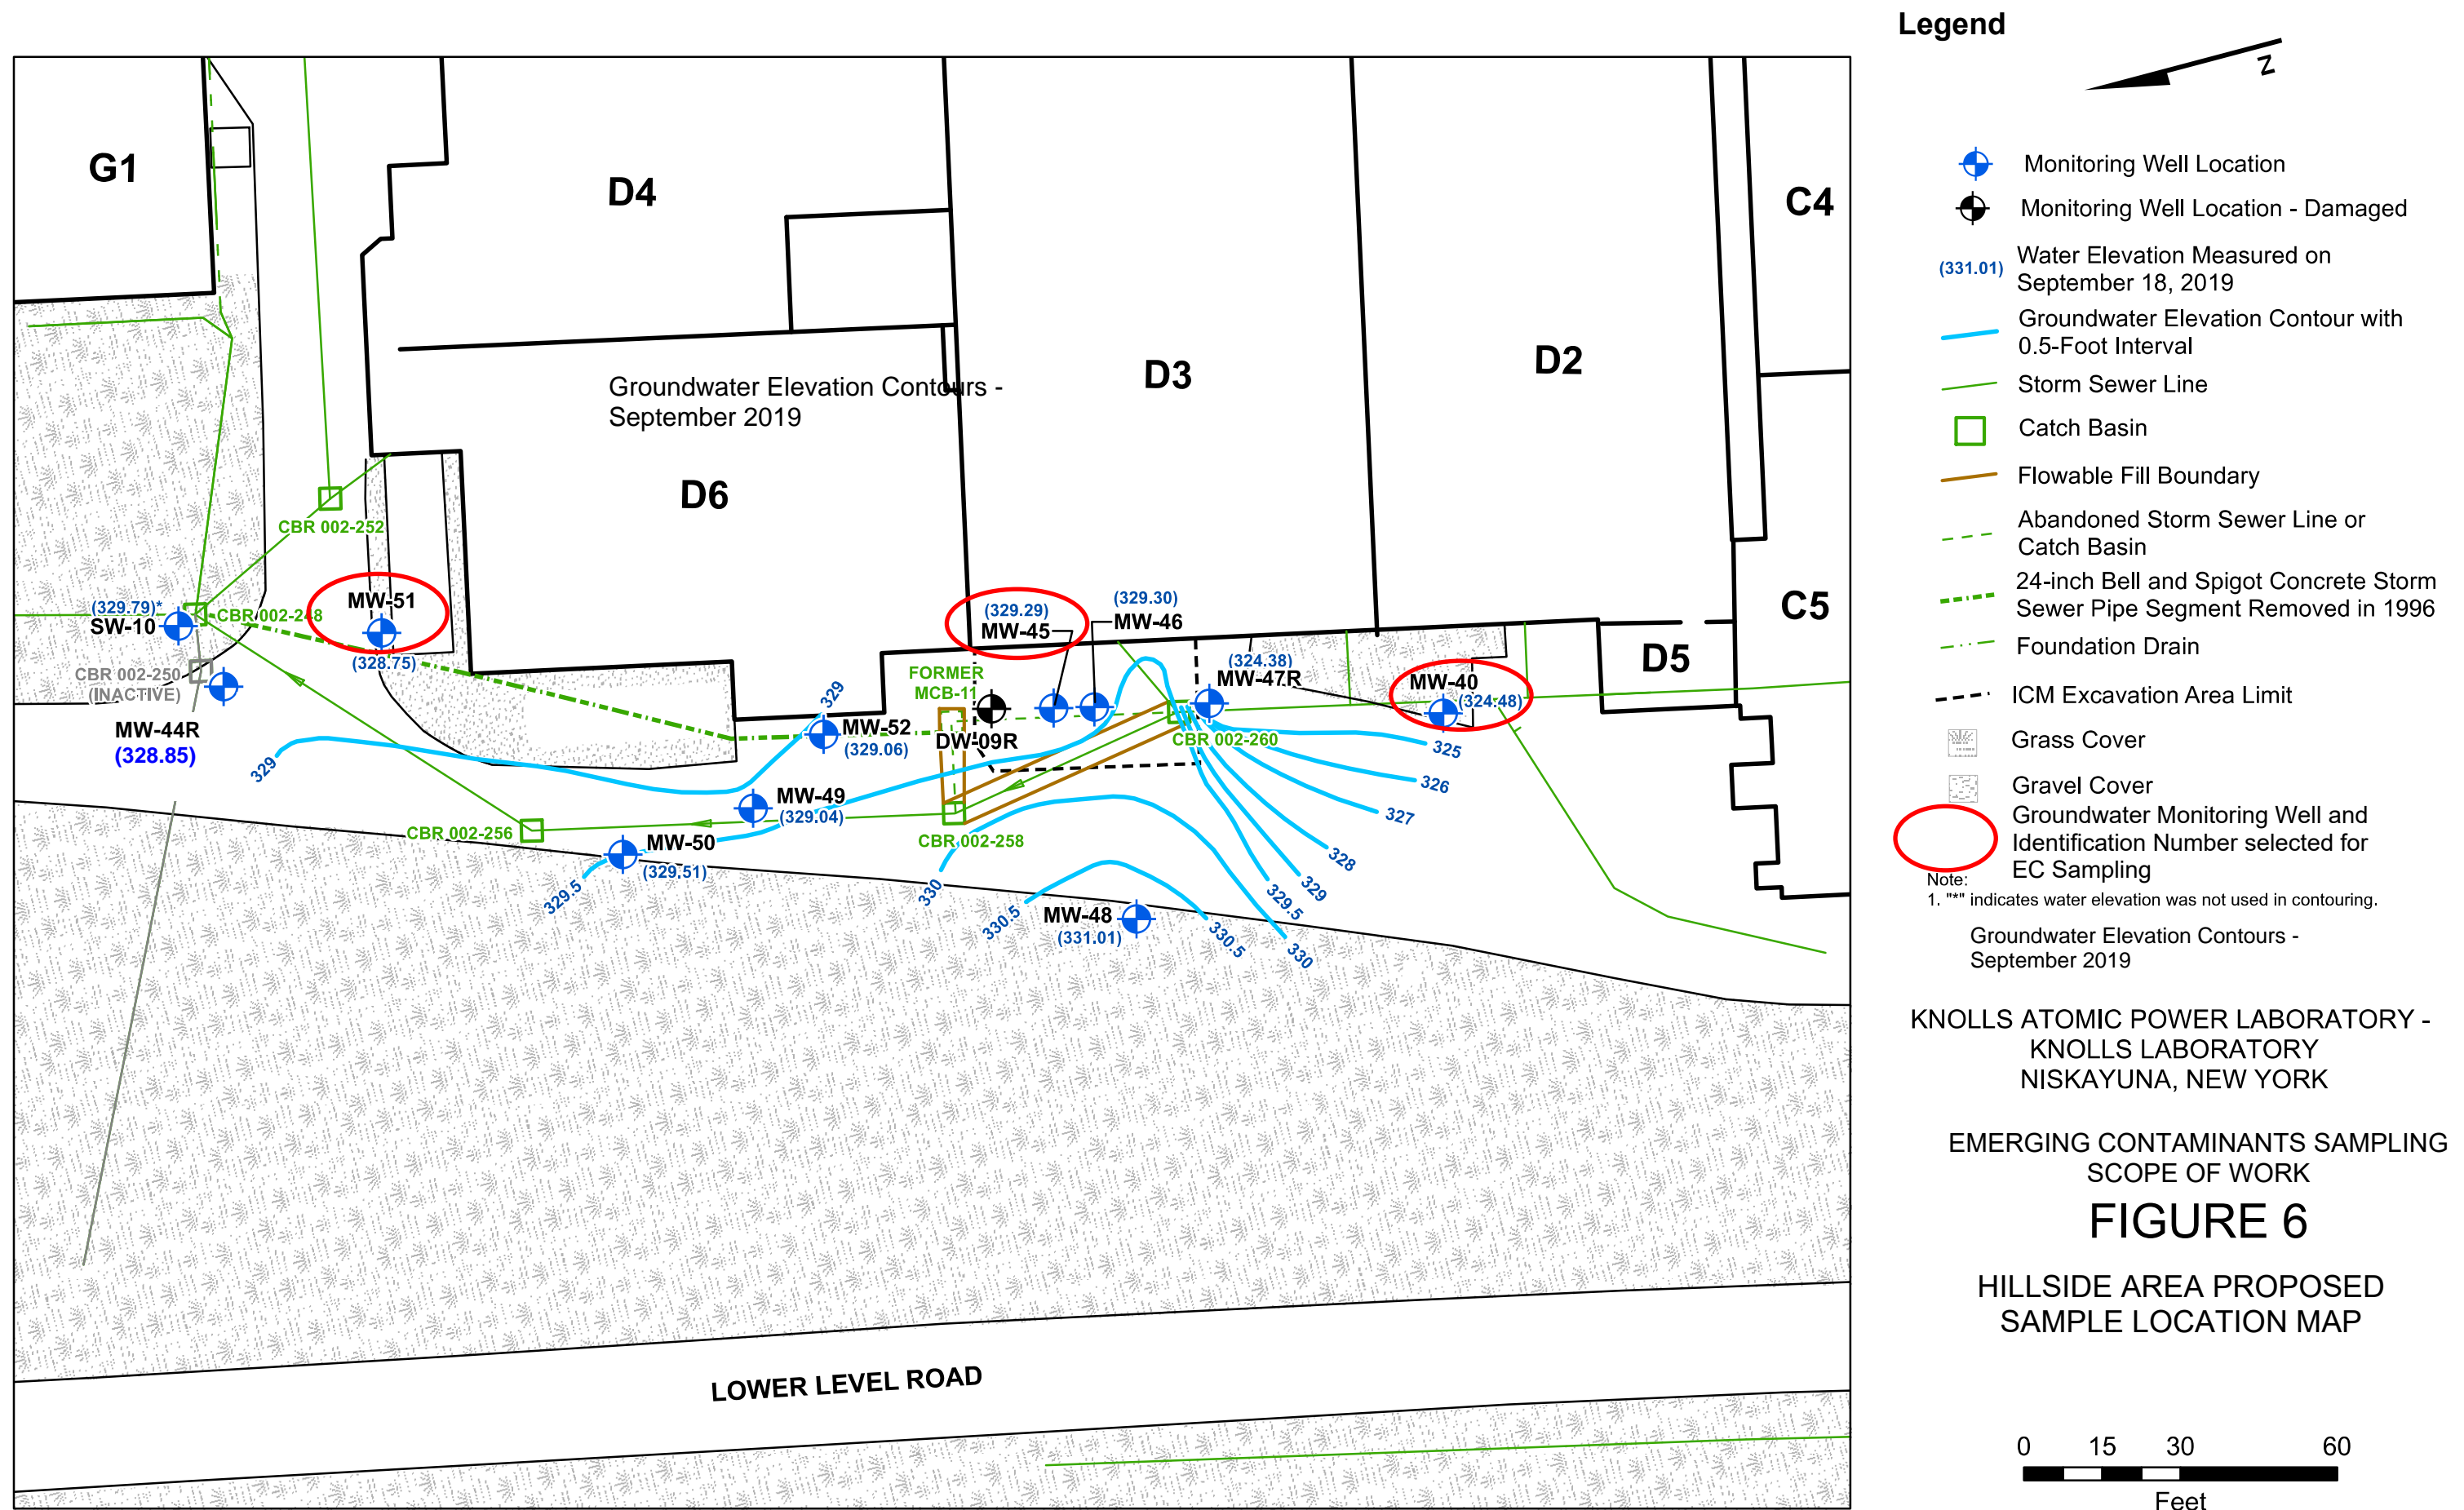 Legend
N
Monitoring Well Location
Monitoring Well Location - Damaged
(331.01)
Water Elevation Measured on
September 18, 2019
Groundwater Elevation Contour with
0.5-Foot Interval
Storm Sewer Line
Catch Basin
Flowable Fill Boundary
Abandoned Storm Sewer Line or
Catch Basin
24-inch Bell and Spigot Concrete Storm
Sewer Pipe Segment Removed in 1996
Foundation Drain
ICM Excavation Area Limit
Grass Cover
Gravel Cover
Groundwater Monitoring Well and
Identification Number selected for
EC Sampling
Note:
1. "*" indicates water elevation was not used in contouring.
Groundwater Elevation Contours -
September 2019
KNOLLS ATOMIC POWER LABORATORY -
KNOLLS LABORATORY
NISKAYUNA, NEW YORK
EMERGING CONTAMINANTS SAMPLING
SCOPE OF WORK
FIGURE 6
HILLSIDE AREA PROPOSED
SAMPLE LOCATION MAP
0 15 30 60
Feet
G1
D4
C4
D3
D2
Groundwater Elevation Contours -
September 2019
D6
CBR 002-252
C5
D5
(329.79)*
SW-10
CBR 002-248
MW-51
(328.75)
CBR 002-250
(INACTIVE)
MW-44R
(328.85)
(329.29)
MW-45
(329.30)
MW-46
FORMER
MCB-11
(324.38)
MW-47R
MW-40
(324.48)
329
MW-52
(329.06)
DW-09R
CBR 002-260
325
326
327
328
329
329.5
330
330.5
329
MW-49
(329.04)
CBR 002-256
CBR 002-258
MW-50
(329.51)
329.5
330
330.5
MW-48
(331.01)
LOWER LEVEL ROAD